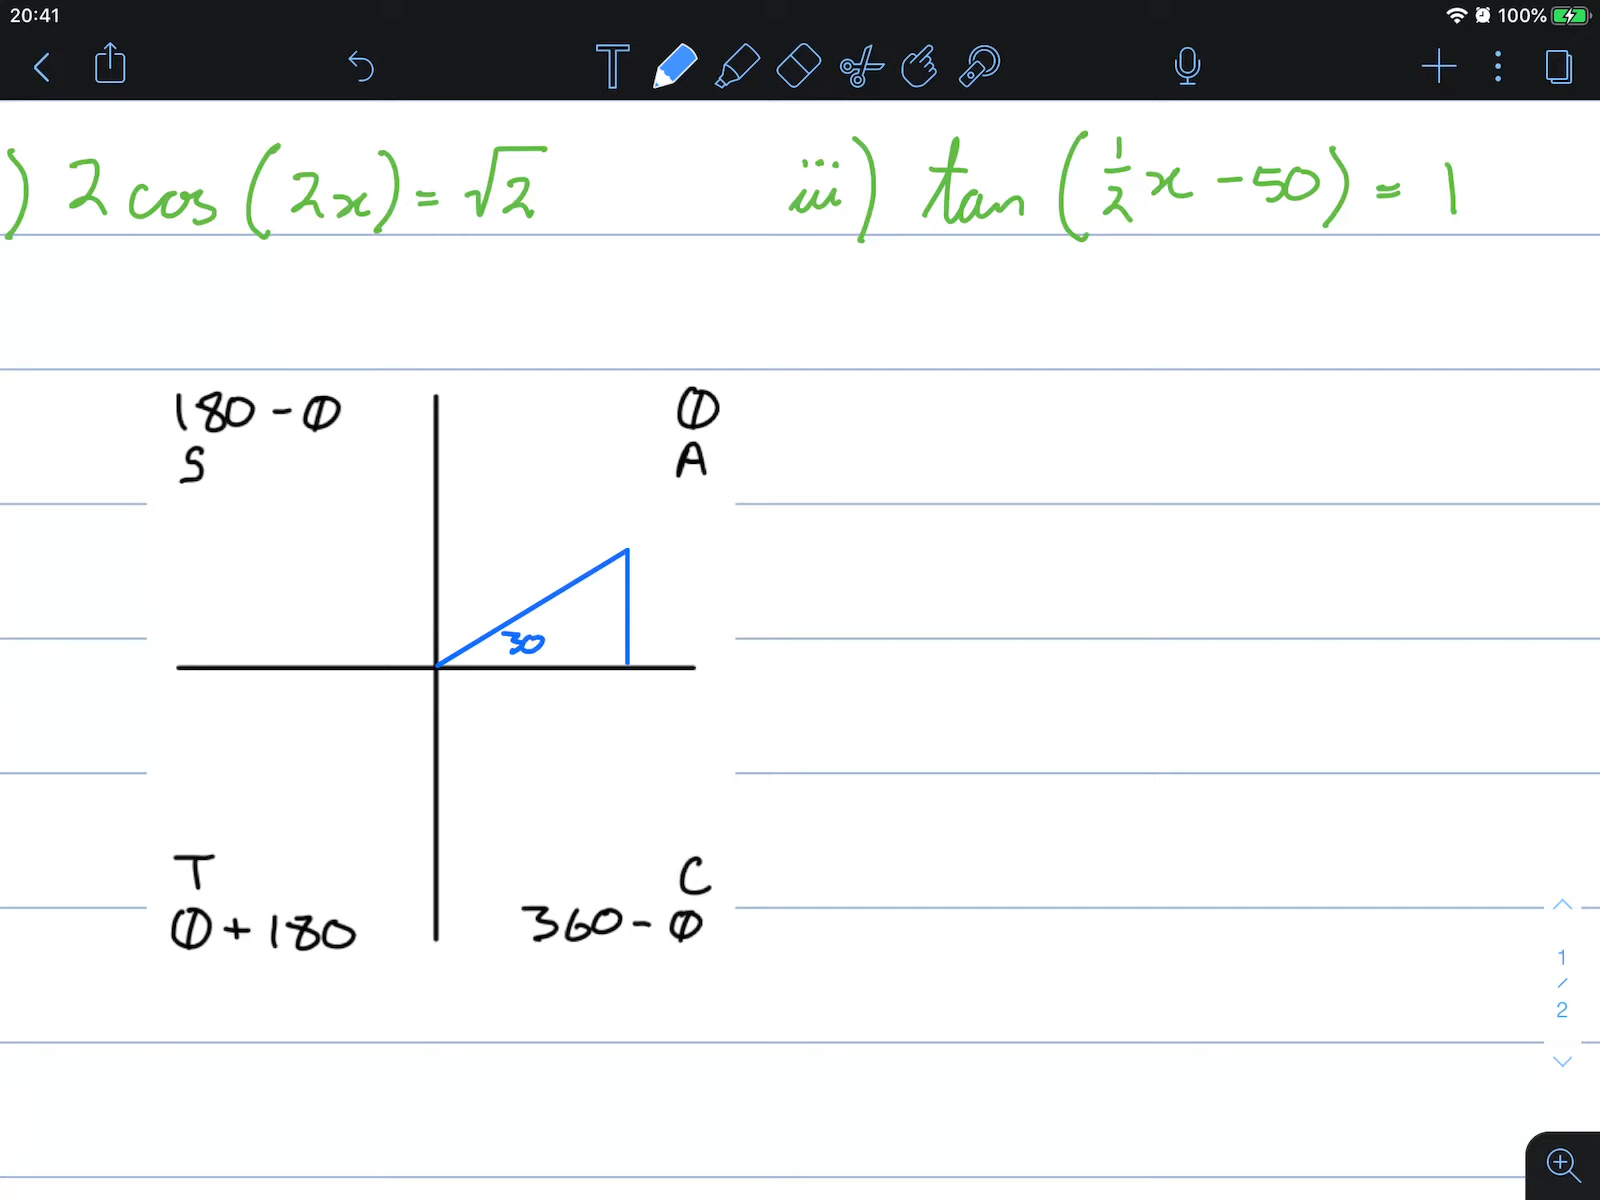 20:41 100%
) 2 cos (2x) = √2 iii) tan (½x - 50) = 1
180 - θ θ
S A
30
T C
θ + 180 360 - θ
1
/
2